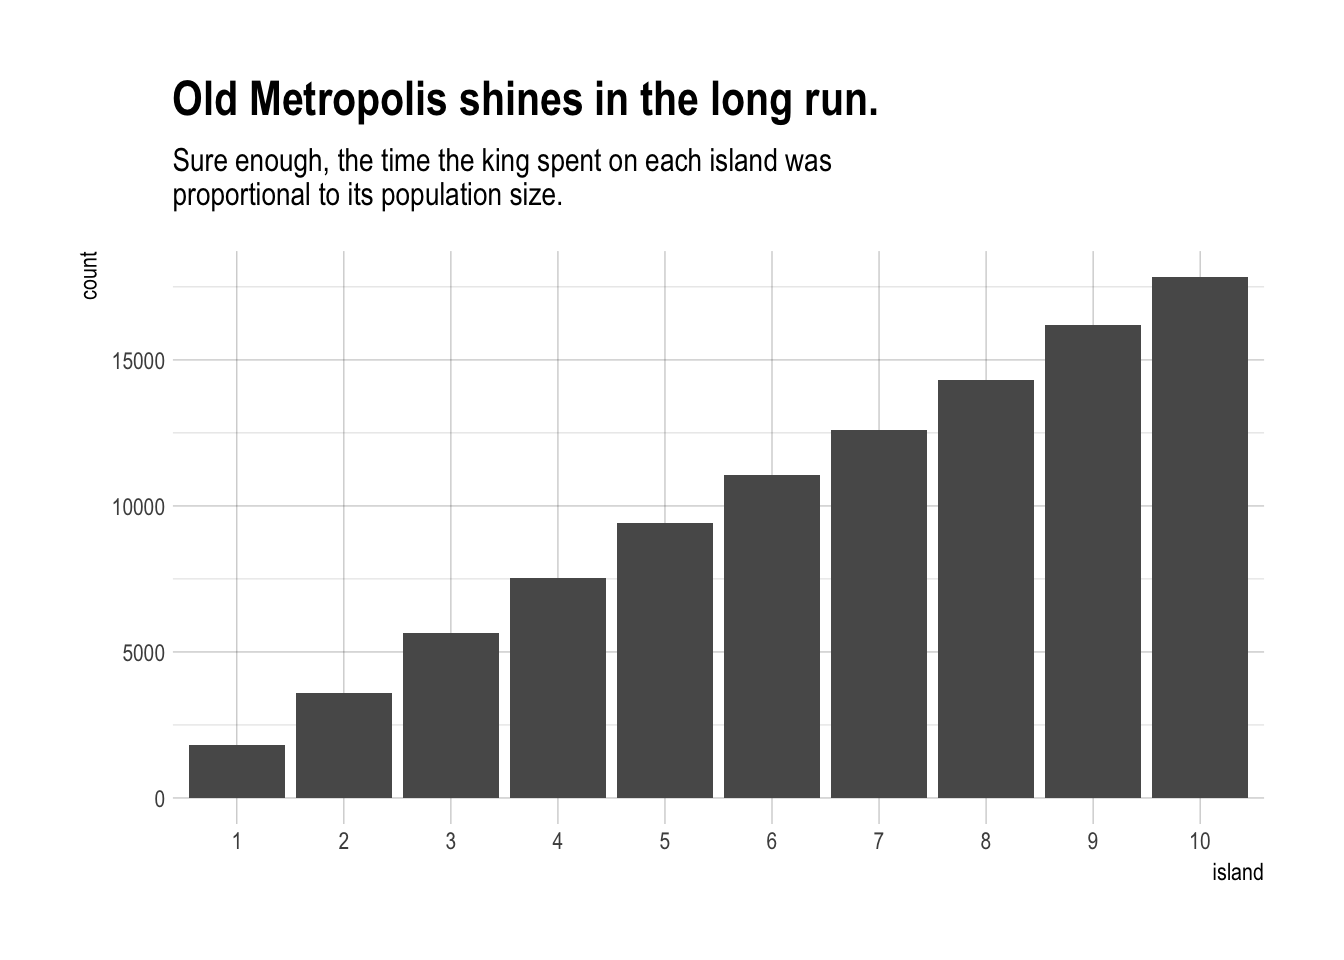 Old Metropolis shines in the long run.
Sure enough, the time the king spent on each island was
proportional to its population size.
count
15000
10000
5000
0
1 2 3 4 5 6 7 8 9 10
island